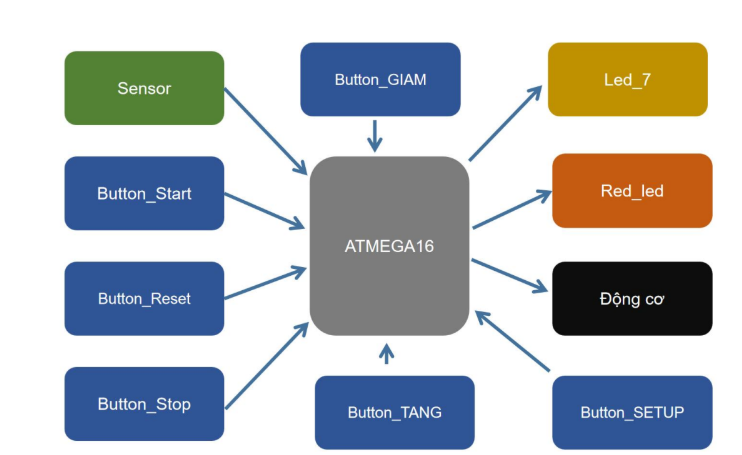 Sensor
Button_GIAM
Led_7
Button_Start
Red_led
ATMEGA16
Button_Reset
Động cơ
Button_Stop
Button_TANG
Button_SETUP